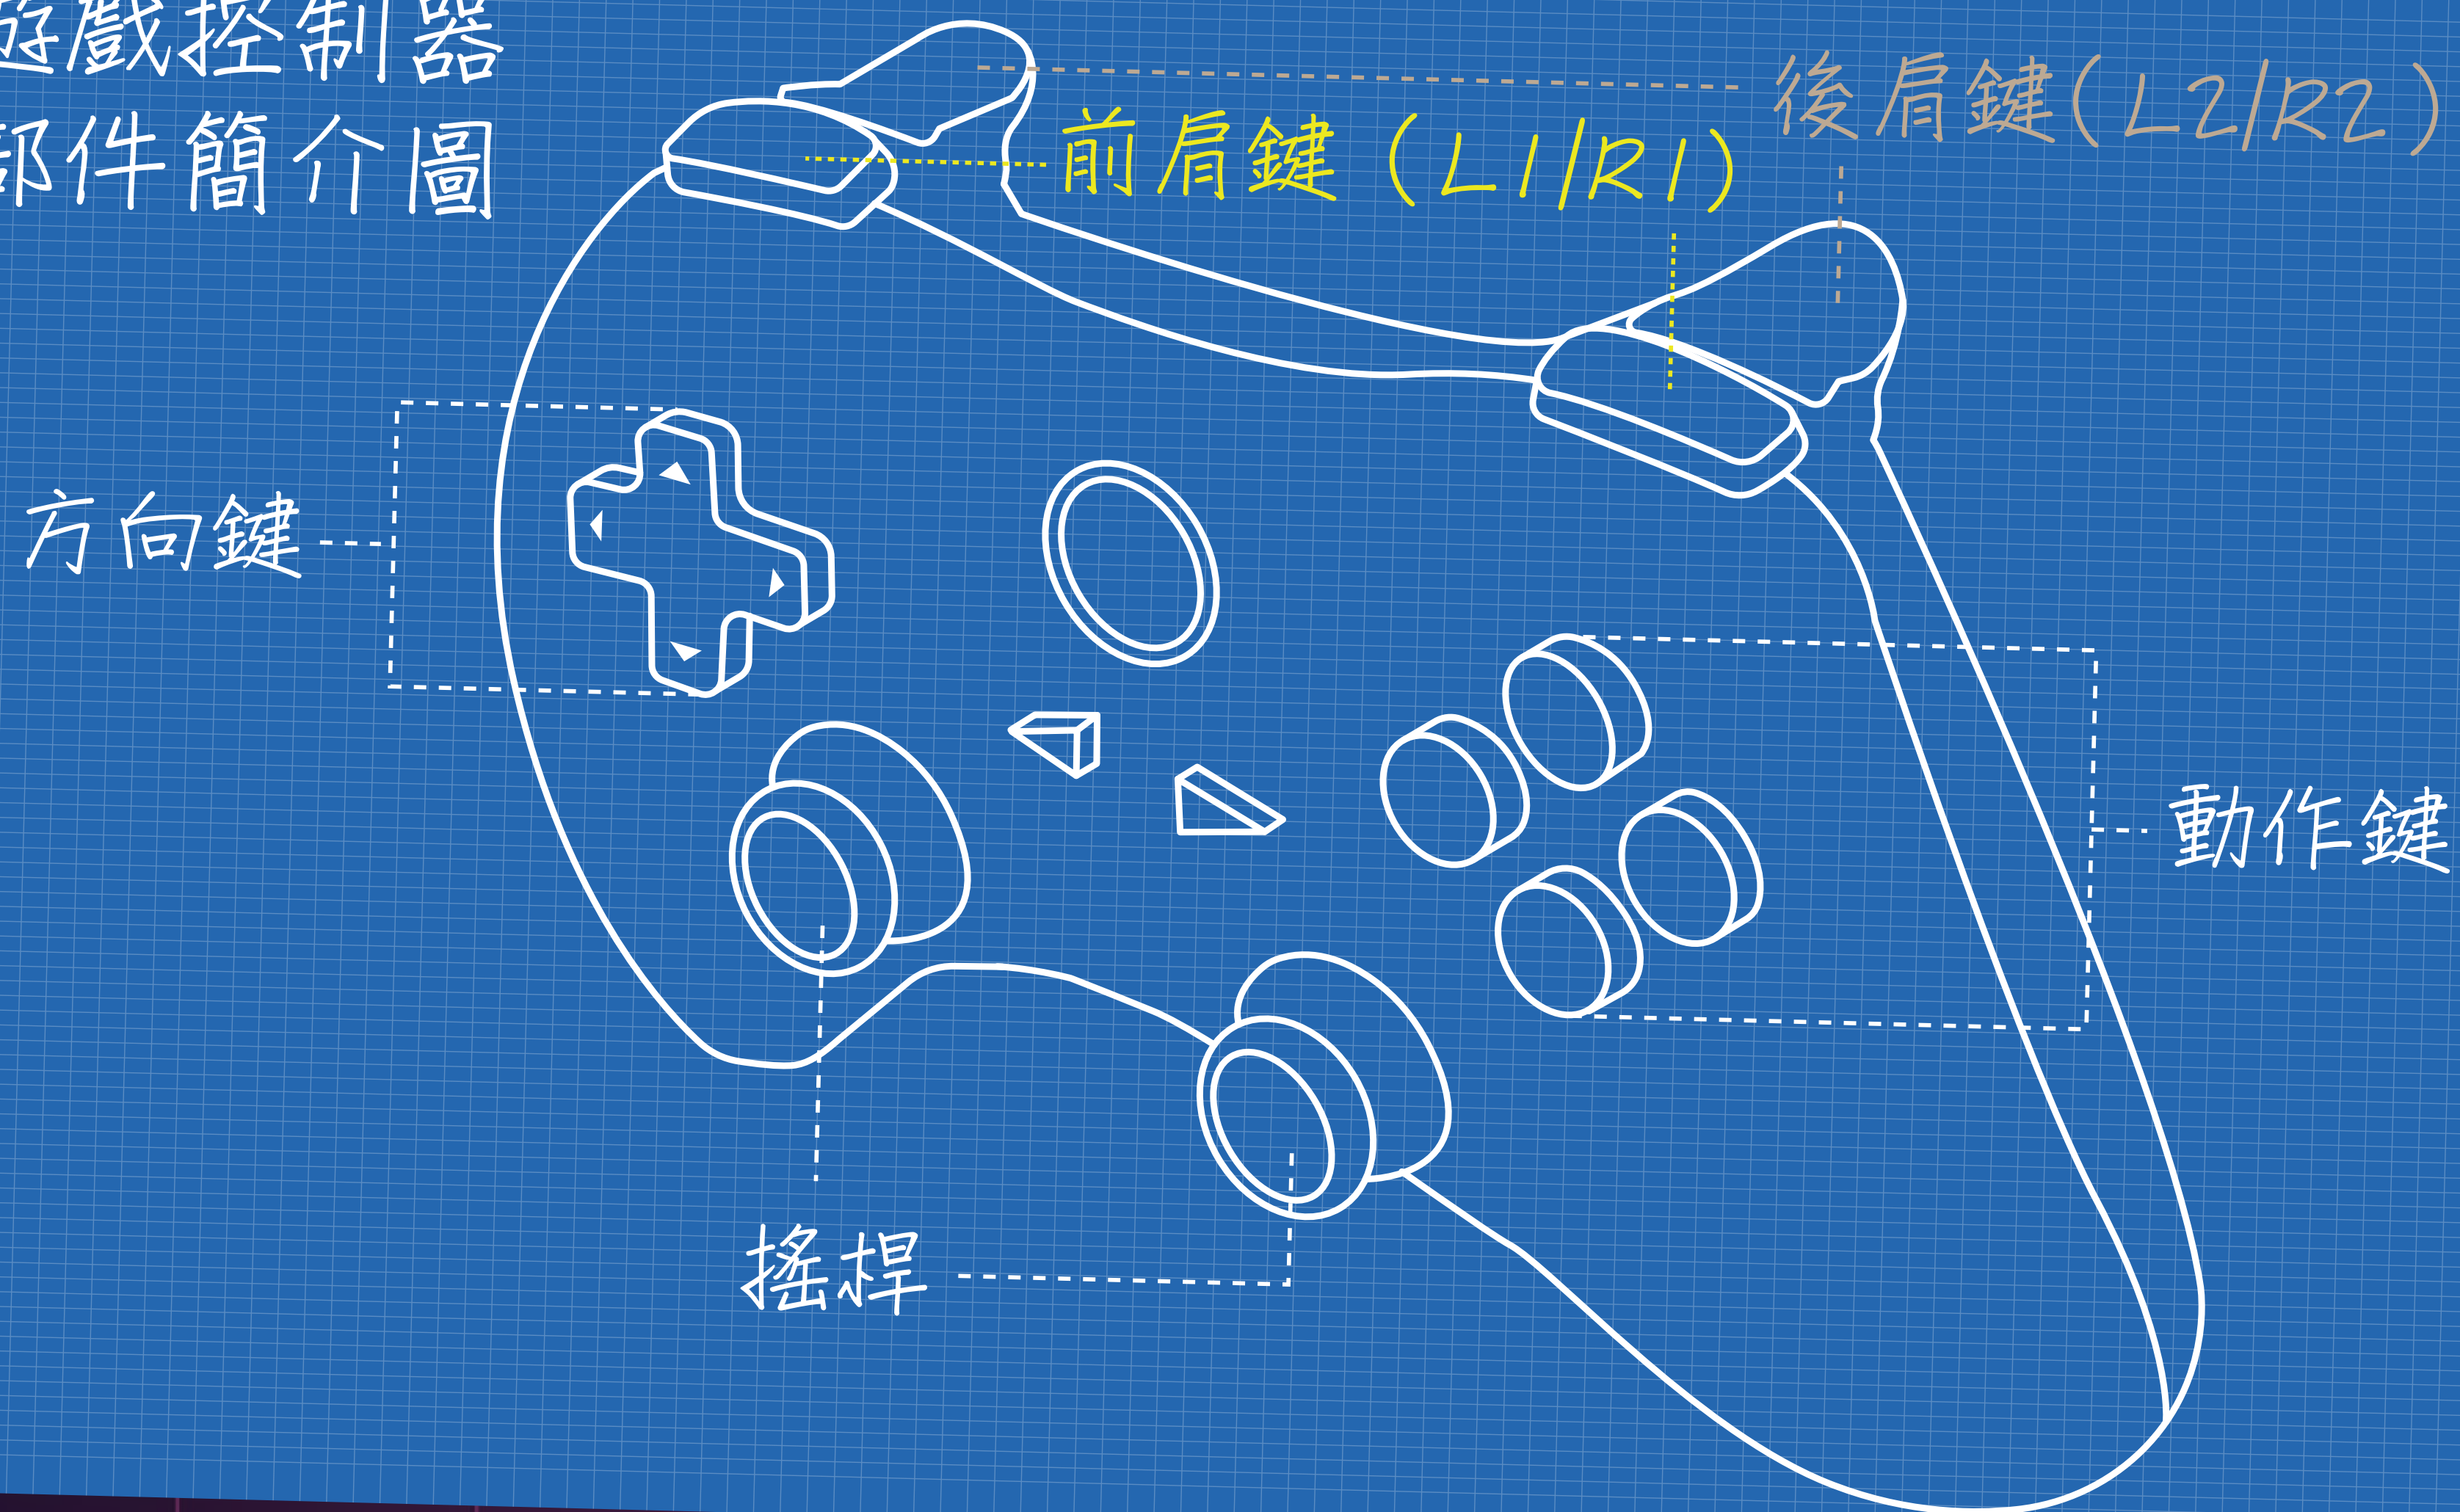 遊戲控制器
部件簡介圖
後肩鍵(L2/R2)
前肩鍵(L1/R1)
方向鍵
動作鍵
搖桿